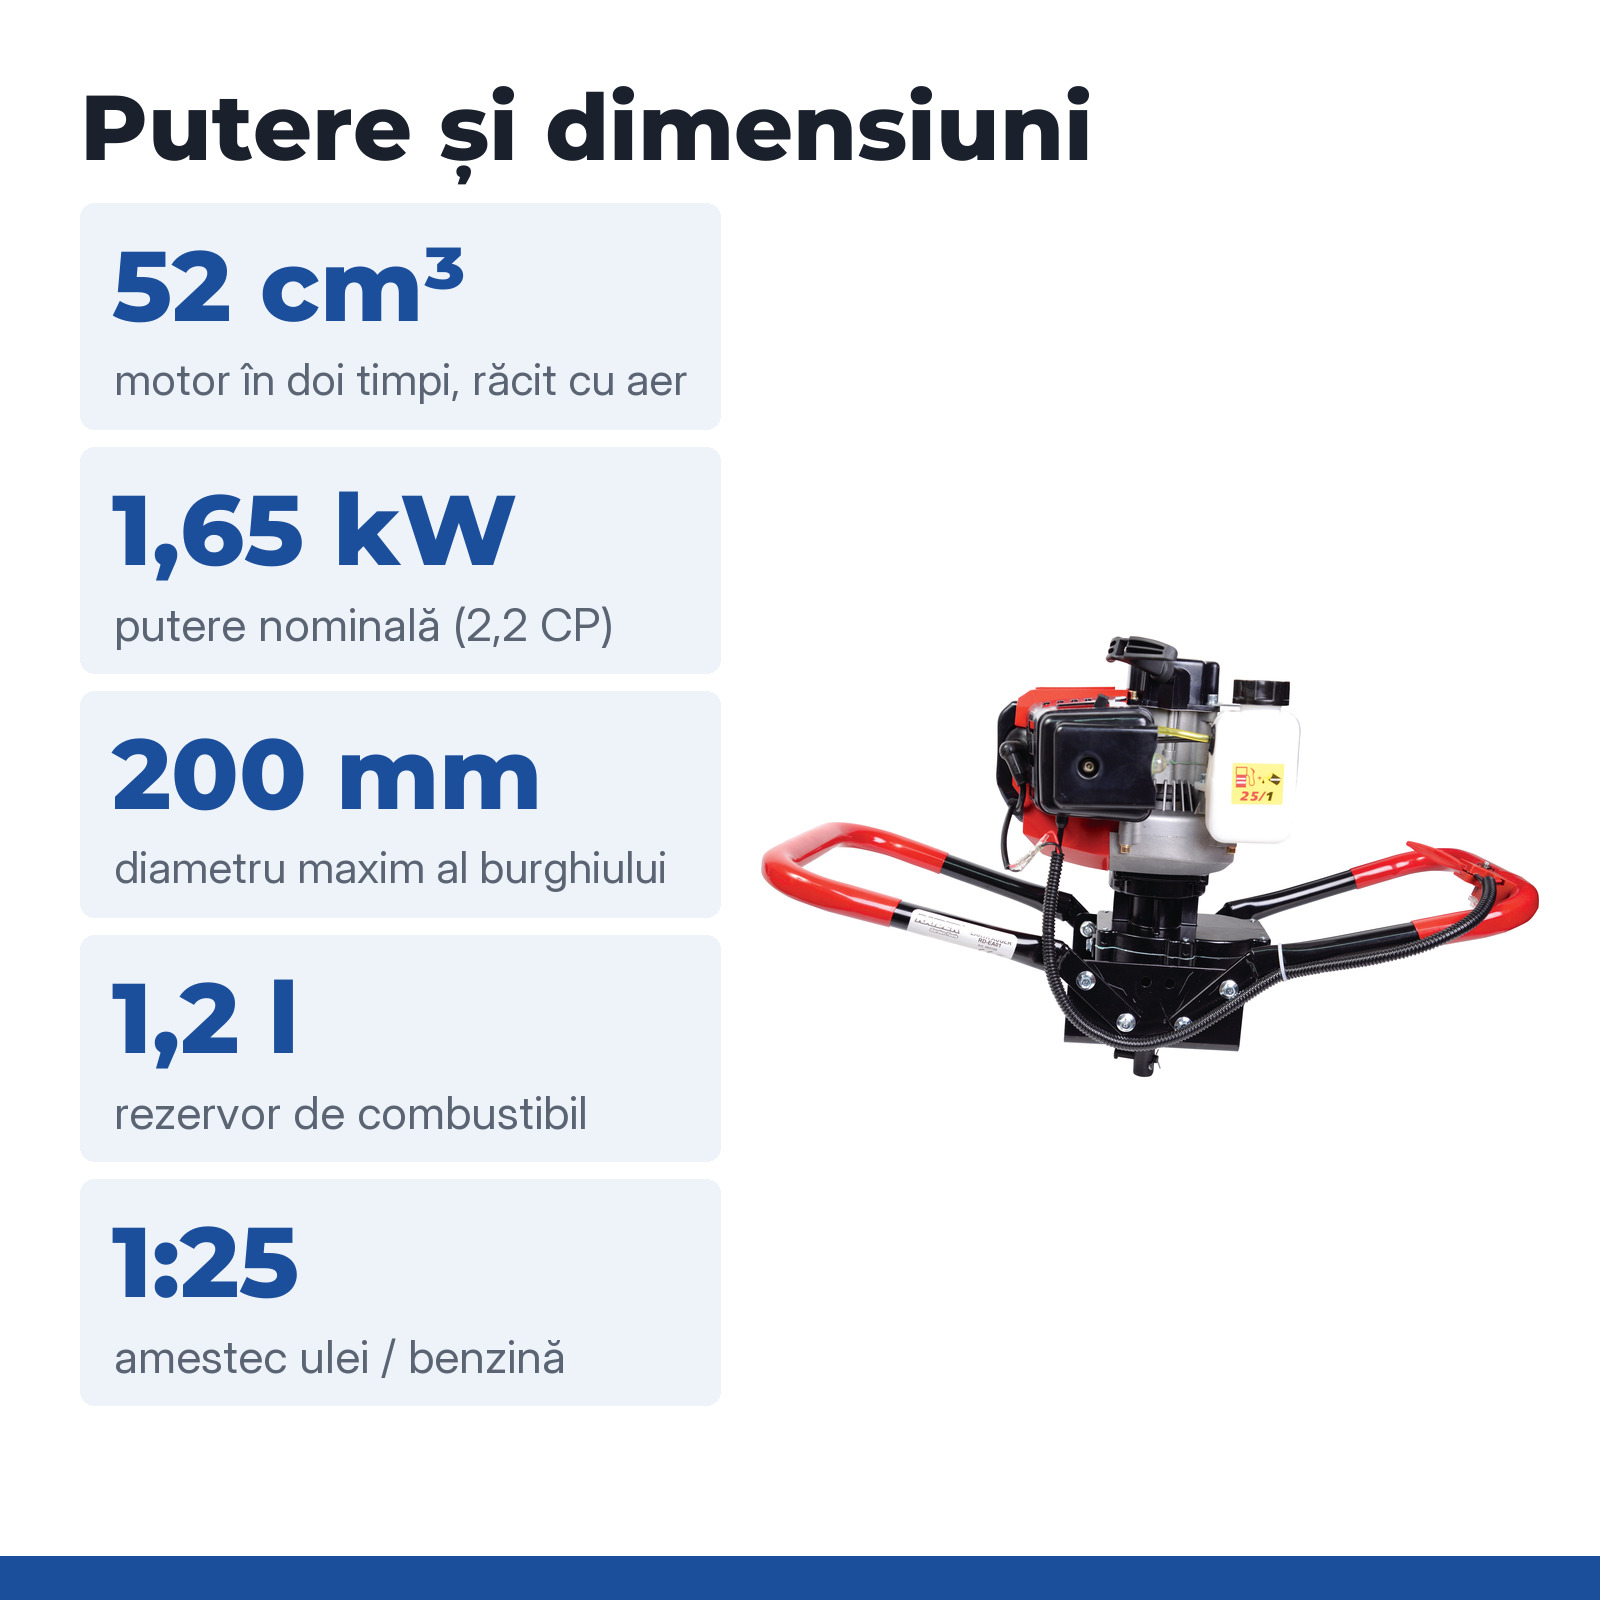 Putere și dimensiuni
52 cm³
motor în doi timpi, răcit cu aer
1,65 kW
putere nominală (2,2 CP)
200 mm
diametru maxim al burghiului
1,2 l
rezervor de combustibil
1:25
amestec ulei / benzină
25/1
RD-EA01